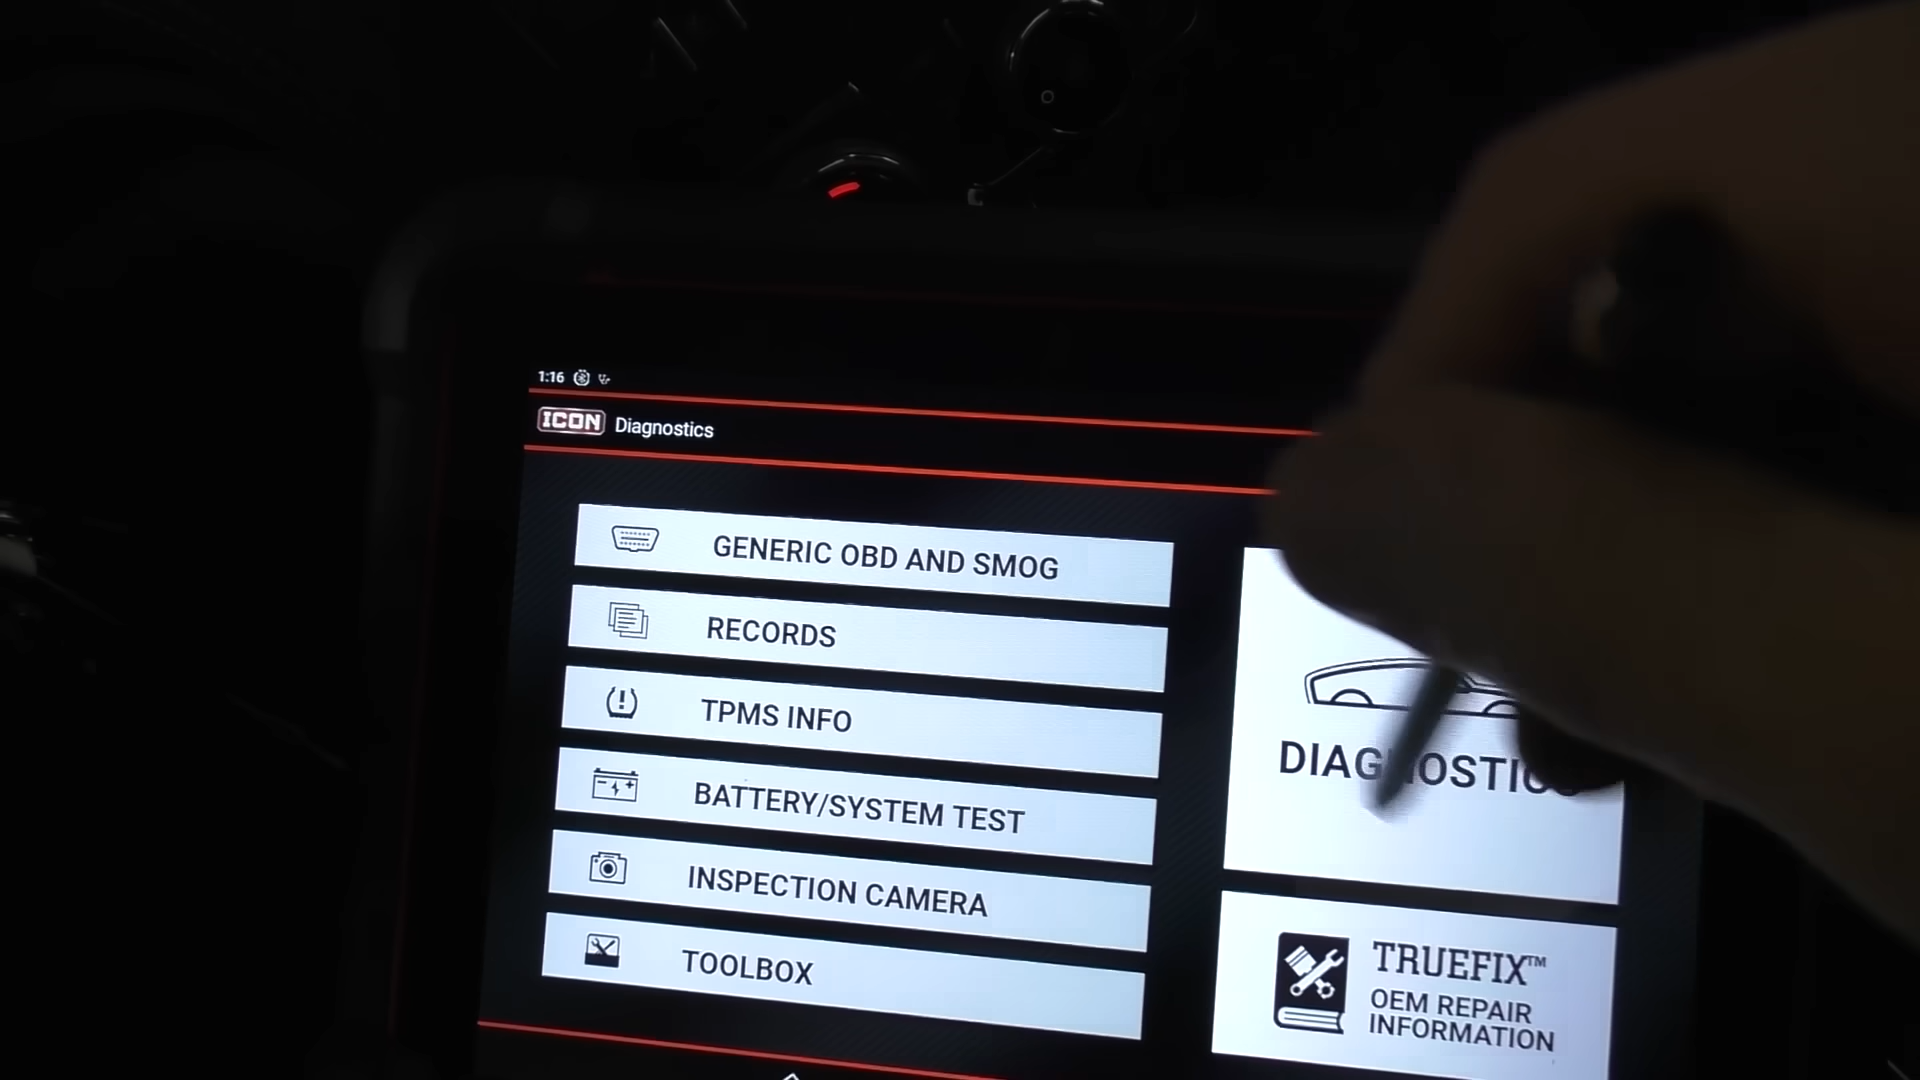 1:16
ICON Diagnostics
GENERIC OBD AND SMOG
RECORDS
TPMS INFO
BATTERY/SYSTEM TEST
INSPECTION CAMERA
TOOLBOX
DIAGNOSTICS
TRUEFIX™
OEM REPAIR
INFORMATION